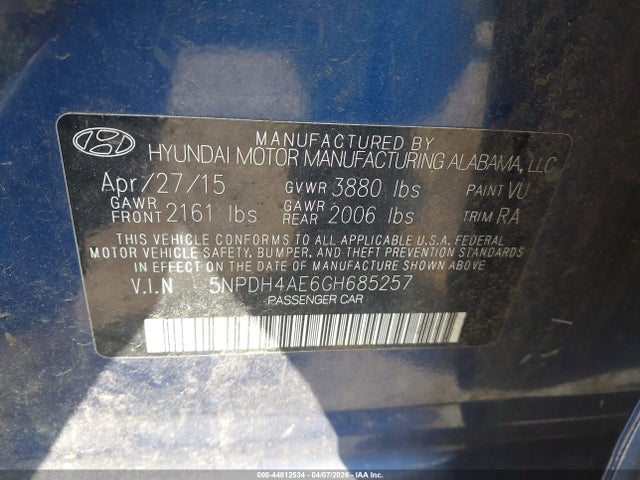 MANUFACTURED BY
HYUNDAI MOTOR MANUFACTURING ALABAMA, LLC
Apr/27/15 GVWR 3880 lbs PAINT VU
GAWR FRONT 2161 lbs GAWR REAR 2006 lbs TRIM RA
THIS VEHICLE CONFORMS TO ALL APPLICABLE U.S.A. FEDERAL
MOTOR VEHICLE SAFETY, BUMPER, AND THEFT PREVENTION STANDARDS
IN EFFECT ON THE DATE OF MANUFACTURE SHOWN ABOVE.
V.I.N 5NPDH4AE6GH685257
PASSENGER CAR
000-44812534 - 04/07/2026 - IAA Inc.